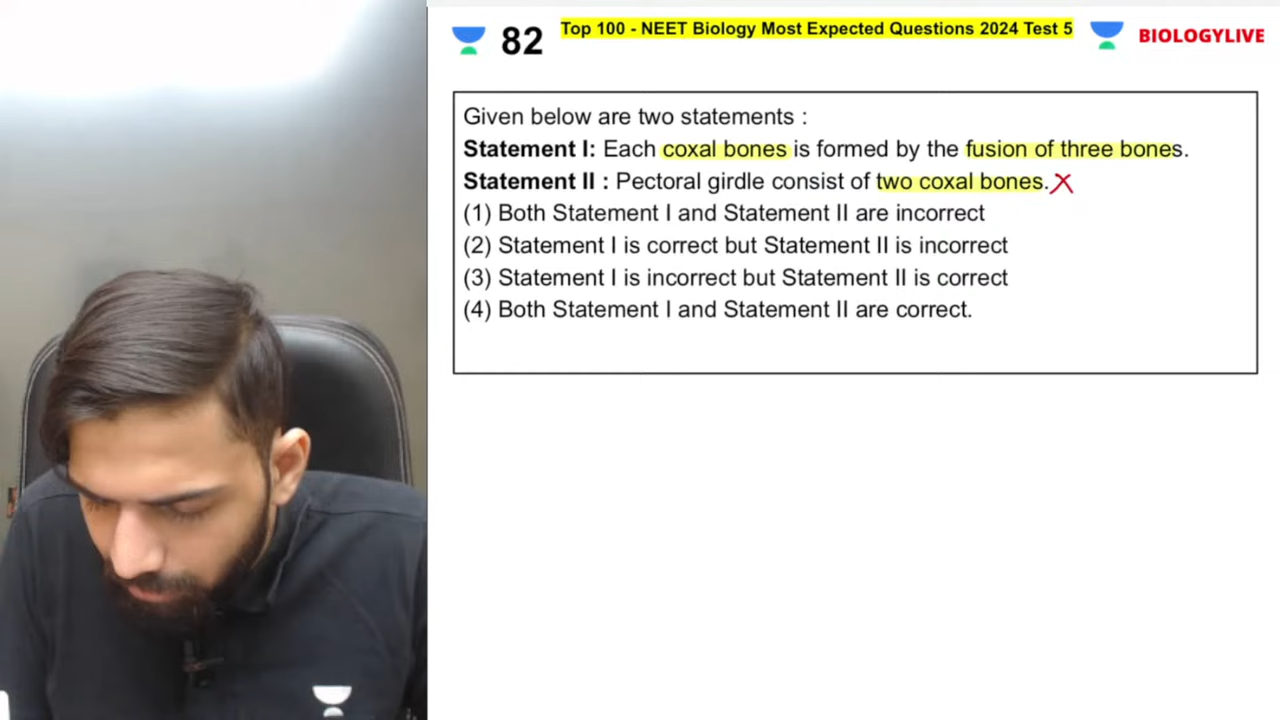 82
Top 100 - NEET Biology Most Expected Questions 2024 Test 5
BIOLOGYLIVE
Given below are two statements :
Statement I: Each coxal bones is formed by the fusion of three bones.
Statement II : Pectoral girdle consist of two coxal bones.
(1) Both Statement I and Statement II are incorrect
(2) Statement I is correct but Statement II is incorrect
(3) Statement I is incorrect but Statement II is correct
(4) Both Statement I and Statement II are correct.